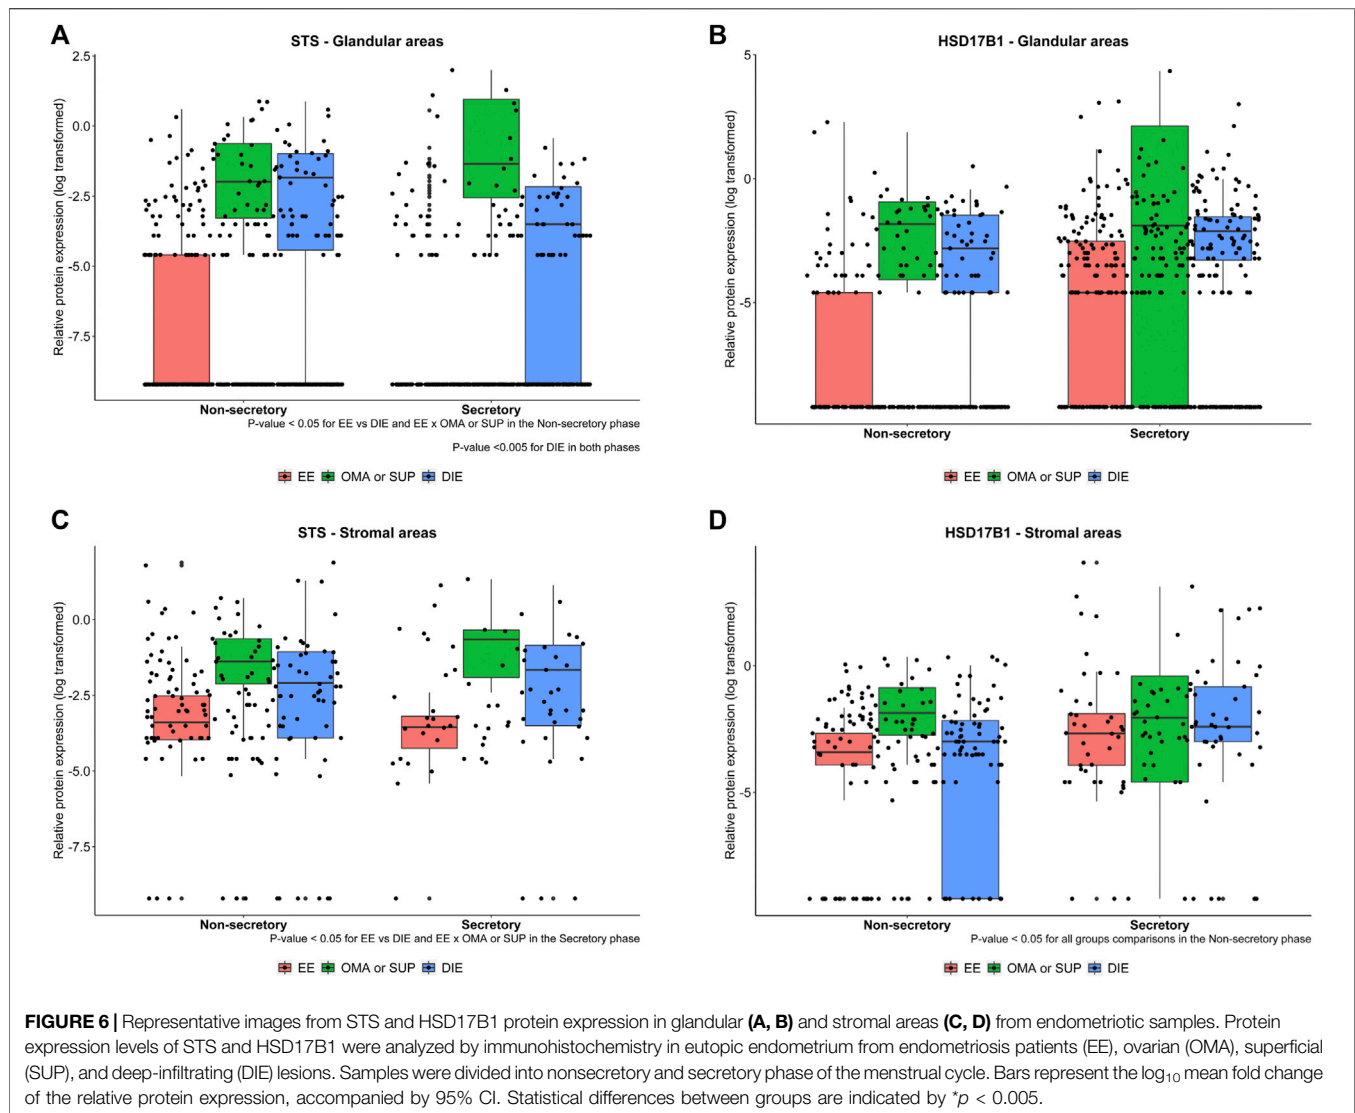 A
STS - Glandular areas
Relative protein expression (log transformed)
2.5
0.0
-2.5
-5.0
-7.5
Non-secretory
Secretory
P-value < 0.05 for EE vs DIE and EE x OMA or SUP in the Non-secretory phase
P-value <0.005 for DIE in both phases
EE OMA or SUP DIE
B
HSD17B1 - Glandular areas
Relative protein expression (log transformed)
5
0
-5
Non-secretory
Secretory
EE OMA or SUP DIE
C
STS - Stromal areas
Relative protein expression (log transformed)
0.0
-2.5
-5.0
-7.5
Non-secretory
Secretory
P-value < 0.05 for EE vs DIE and EE x OMA or SUP in the Secretory phase
EE OMA or SUP DIE
D
HSD17B1 - Stromal areas
Relative protein expression (log transformed)
0
-5
Non-secretory
Secretory
P-value < 0.05 for all groups comparisons in the Non-secretory phase
EE OMA or SUP DIE
FIGURE 6 | Representative images from STS and HSD17B1 protein expression in glandular (A, B) and stromal areas (C, D) from endometriotic samples. Protein
expression levels of STS and HSD17B1 were analyzed by immunohistochemistry in eutopic endometrium from endometriosis patients (EE), ovarian (OMA), superficial
(SUP), and deep-infiltrating (DIE) lesions. Samples were divided into nonsecretory and secretory phase of the menstrual cycle. Bars represent the log10 mean fold change
of the relative protein expression, accompanied by 95% CI. Statistical differences between groups are indicated by *p < 0.005.